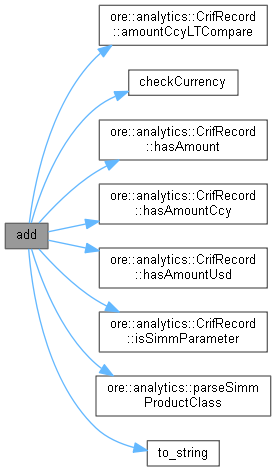 ore::analytics::CrifRecord
::amountCcyLTCompare
checkCurrency
ore::analytics::CrifRecord
::hasAmount
add
ore::analytics::CrifRecord
::hasAmountCcy
ore::analytics::CrifRecord
::hasAmountUsd
ore::analytics::CrifRecord
::isSimmParameter
ore::analytics::parseSimm
ProductClass
to_string